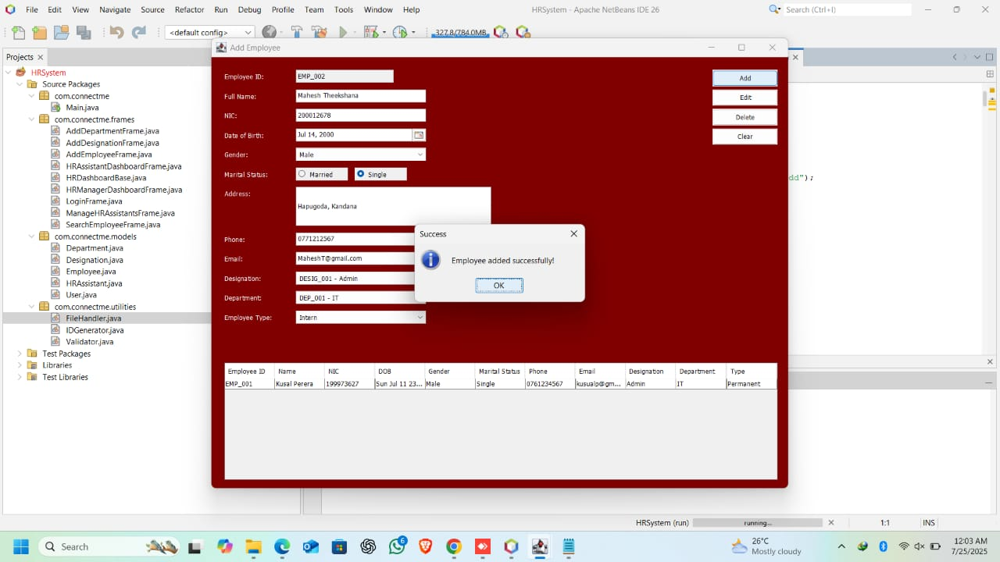 File Edit View Navigate Source Refactor Run Debug Profile Team Tools Window Help
HRSystem - Apache NetBeans IDE 26
Search (Ctrl+I)
<default config>
327.8/784.0MB
Projects
HRSystem
Source Packages
com.connectme
Main.java
com.connectme.frames
AddDepartmentFrame.java
AddDesignationFrame.java
AddEmployeeFrame.java
HRAssistantDashboardFrame.java
HRDashboardBase.java
HRManagerDashboardFrame.java
LoginFrame.java
ManageHRAssistantsFrame.java
SearchEmployeeFrame.java
com.connectme.models
Department.java
Designation.java
Employee.java
HRAssistant.java
User.java
com.connectme.utilities
FileHandler.java
IDGenerator.java
Validator.java
Test Packages
Libraries
Test Libraries
Add Employee
Employee ID: EMP_002
Full Name: Mahesh Theekshana
NIC: 200012678
Date of Birth: Jul 14, 2000
Gender: Male
Marital Status: Married Single
Address: Hapugoda, Kandana
Phone: 0771212567
Email: MaheshT@gmail.com
Designation: DESIG_001 - Admin
Department: DEP_001 - IT
Employee Type: Intern
Add
Edit
Delete
Clear
dd");
Success
Employee added successfully!
OK
Employee ID Name NIC DOB Gender Marital Status Phone Email Designation Department Type
EMP_001 Kusal Perera 199973627 Sun Jul 11 23... Male Single 0761234567 kusualp@gm... Admin IT Permanent
HRSystem (run) running... 1:1 INS
Search
6
26°C
Mostly cloudy
12:03 AM
7/25/2025